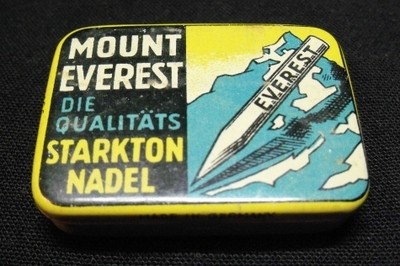 MOUNT
EVEREST
DIE
QUALITÄTS
STARKTON
NADEL
EVEREST